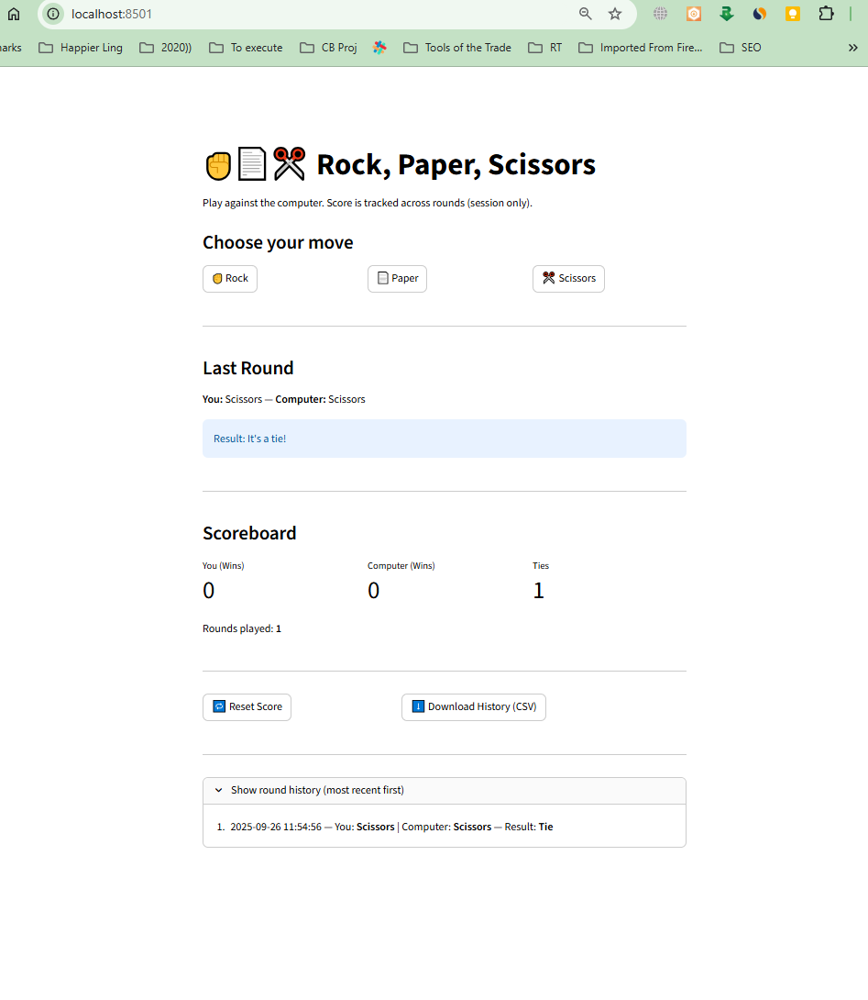 localhost:8501
arks Happier Ling 2020)) To execute CB Proj Tools of the Trade RT Imported From Fire... SEO »
Rock, Paper, Scissors
Play against the computer. Score is tracked across rounds (session only).
Choose your move
Rock Paper Scissors
Last Round
You: Scissors — Computer: Scissors
Result: It's a tie!
Scoreboard
You (Wins) Computer (Wins) Ties
0 0 1
Rounds played: 1
Reset Score Download History (CSV)
Show round history (most recent first)
1. 2025-09-26 11:54:56 — You: Scissors | Computer: Scissors — Result: Tie